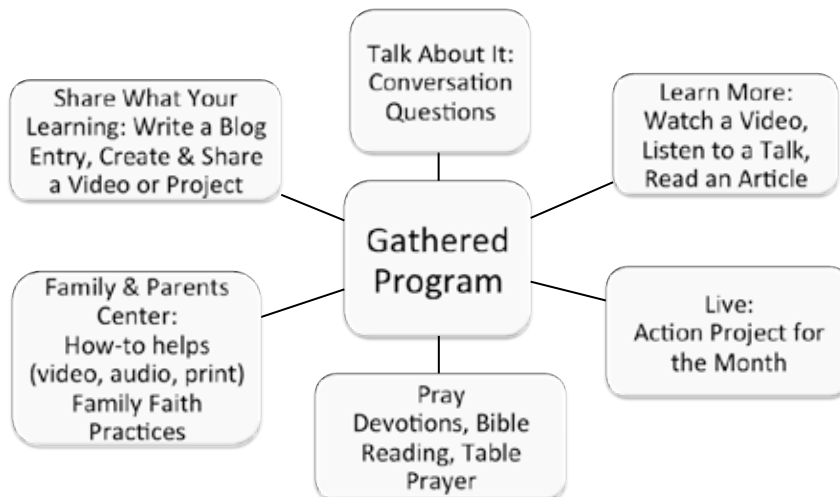 Talk About It:
Conversation
Questions
Share What Your
Learning: Write a Blog
Entry, Create & Share
a Video or Project
Learn More:
Watch a Video,
Listen to a Talk,
Read an Article
Gathered
Program
Family & Parents
Center:
How-to helps
(video, audio, print)
Family Faith
Practices
Live:
Action Project for
the Month
Pray
Devotions, Bible
Reading, Table
Prayer